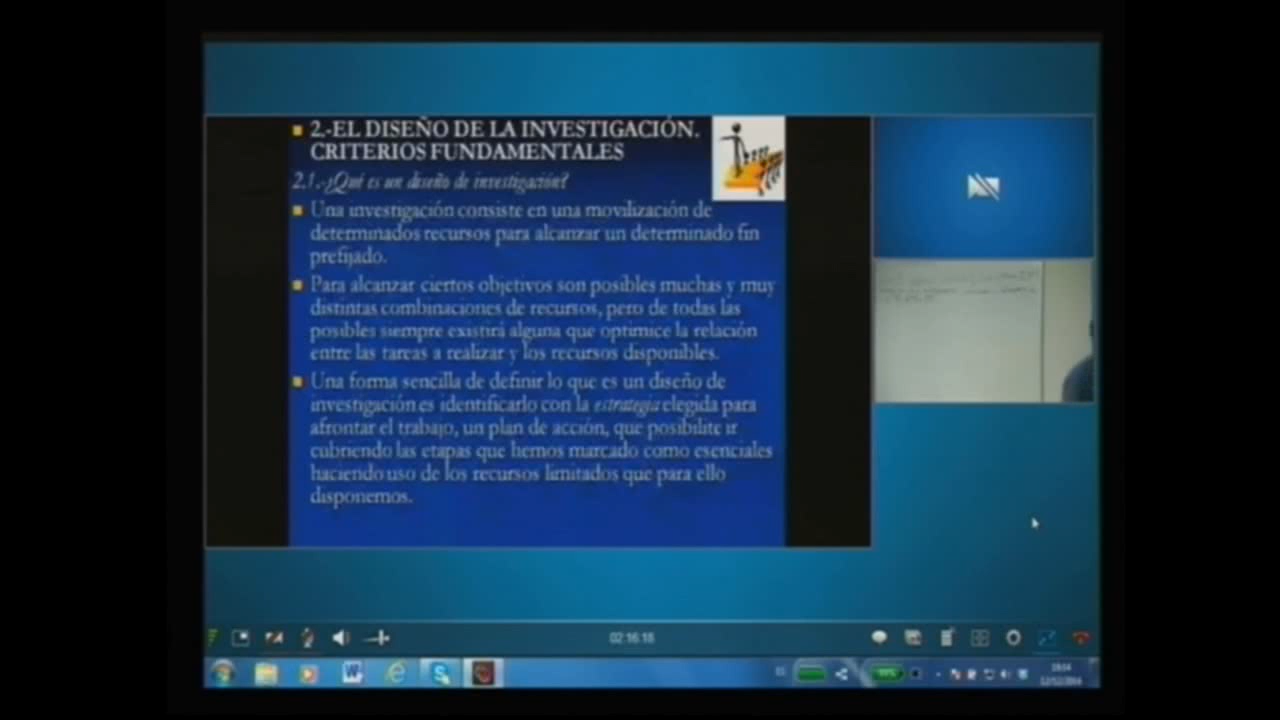 2.-EL DISEÑO DE LA INVESTIGACIÓN.
CRITERIOS FUNDAMENTALES
2.1.-¿Qué es un diseño de investigación?
Una investigación consiste en una movilización de
determinados recursos para alcanzar un determinado fin
prefijado.
Para alcanzar ciertos objetivos son posibles muchas y muy
distintas combinaciones de recursos, pero de todas las
posibles siempre existirá alguna que optimice la relación
entre las tareas a realizar y los recursos disponibles.
Una forma sencilla de definir lo que es un diseño de
investigación es identificarlo con la estrategia elegida para
afrontar el trabajo, un plan de acción, que posibilite ir
cubriendo las etapas que hemos marcado como esenciales
haciendo uso de los recursos limitados que para ello
disponemos.
02:16:18
ES